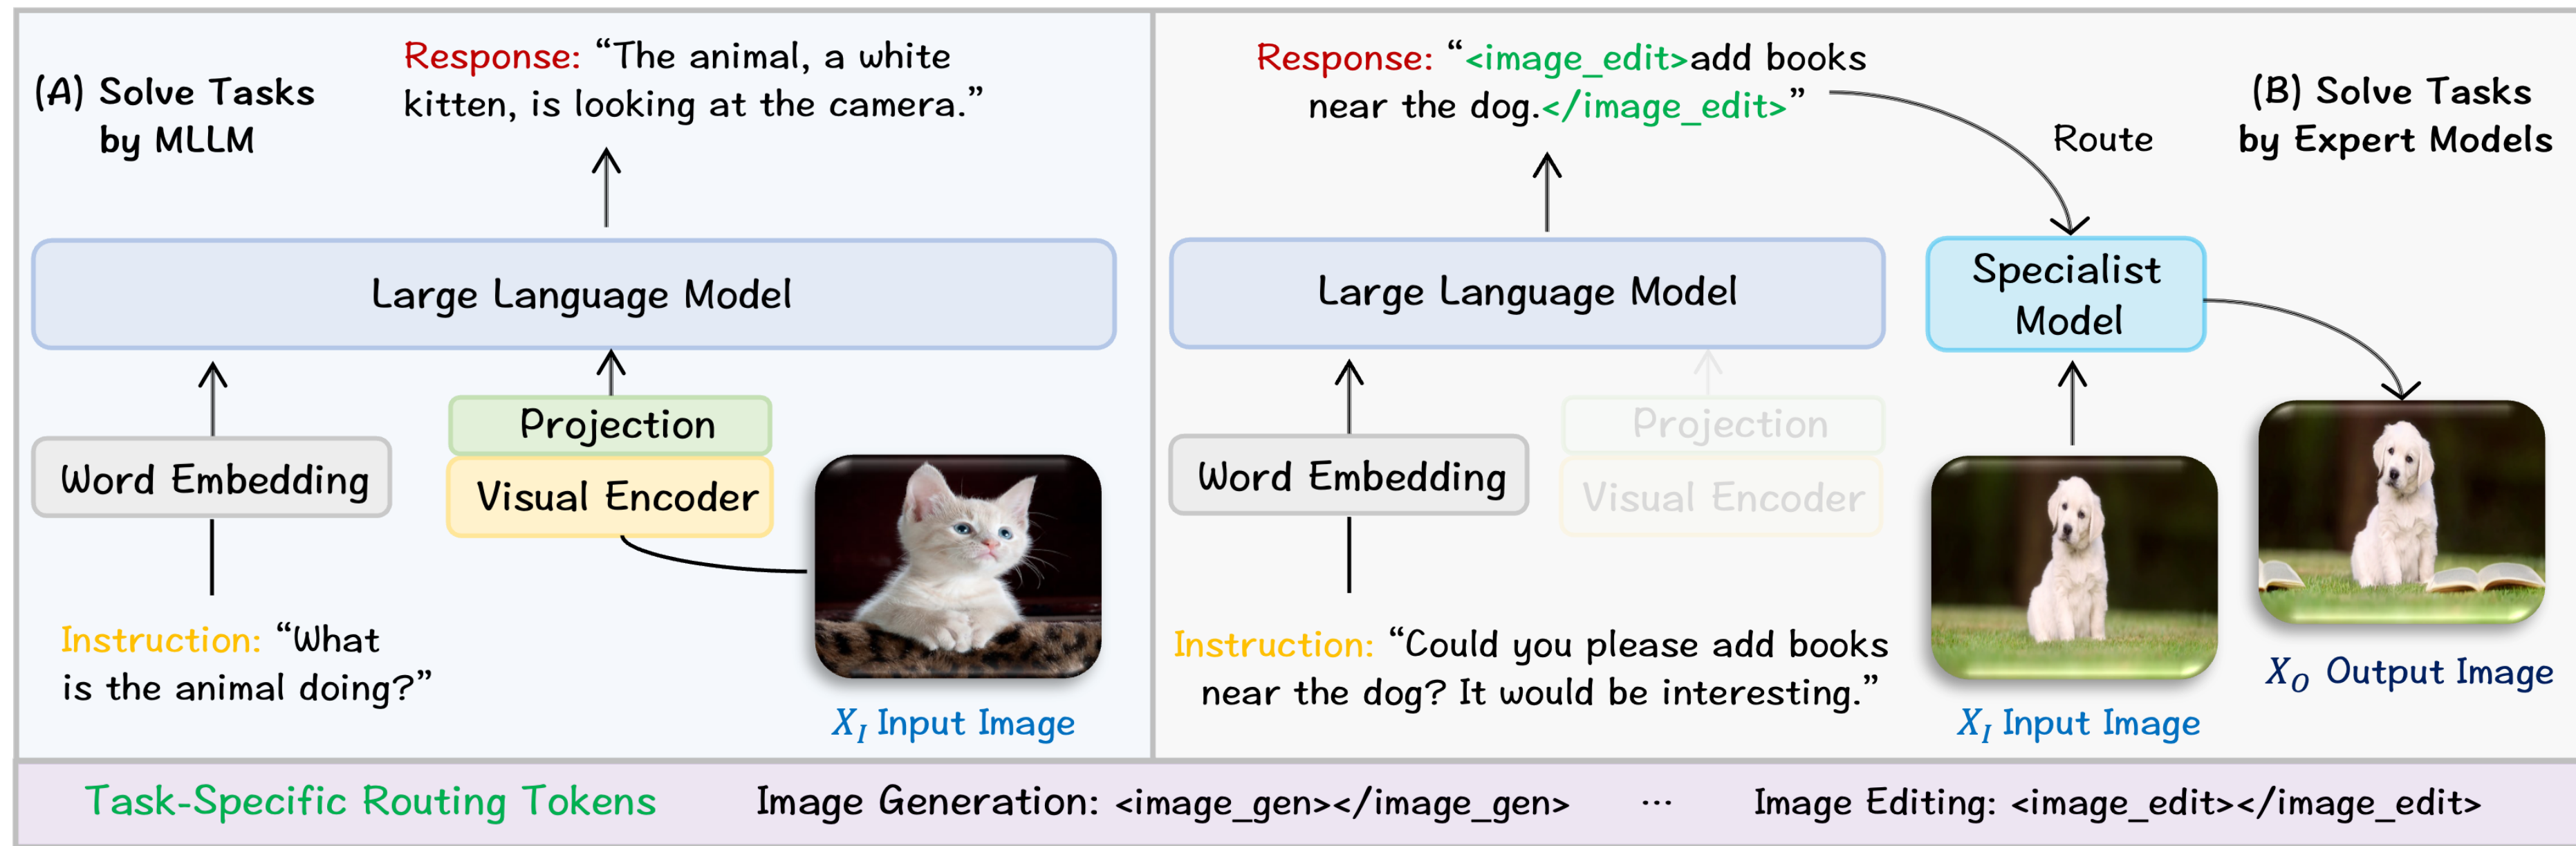 (A) Solve Tasks
by MLLM
Response: “The animal, a white
kitten, is looking at the camera.”
Large Language Model
Projection
Word Embedding
Visual Encoder
Instruction: “What
is the animal doing?”
X_I Input Image
Response: “<image_edit>add books
near the dog.</image_edit>”
Route
(B) Solve Tasks
by Expert Models
Large Language Model
Specialist
Model
Projection
Word Embedding
Visual Encoder
Instruction: “Could you please add books
near the dog? It would be interesting.”
X_I Input Image
X_O Output Image
Task-Specific Routing Tokens
Image Generation: <image_gen></image_gen>
...
Image Editing: <image_edit></image_edit>